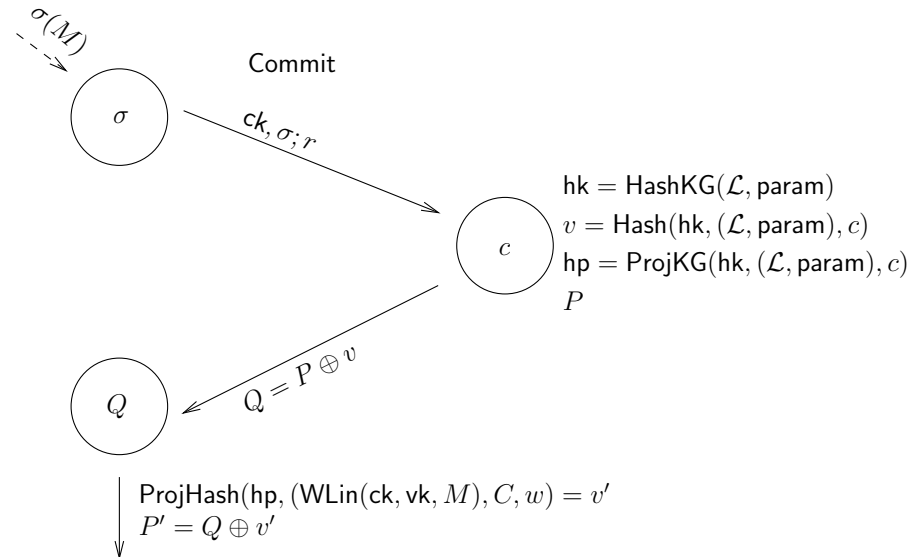 σ(M)
Commit
σ
ck, σ; r
hk = HashKG(ℒ, param)
v = Hash(hk, (ℒ, param), c)
c
hp = ProjKG(hk, (ℒ, param), c)
P
Q = P ⊕ v
Q
ProjHash(hp, (WLin(ck, vk, M), C, w) = v′
P′ = Q ⊕ v′